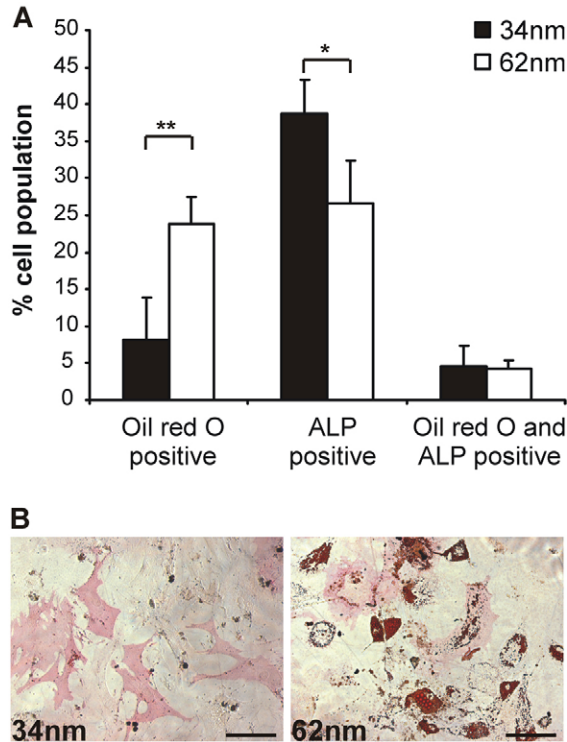 A
34nm
62nm
50
45
40
35
30
25
20
15
10
5
0
% cell population
**
*
Oil red O
positive
ALP
positive
Oil red O and
ALP positive
B
34nm
62nm